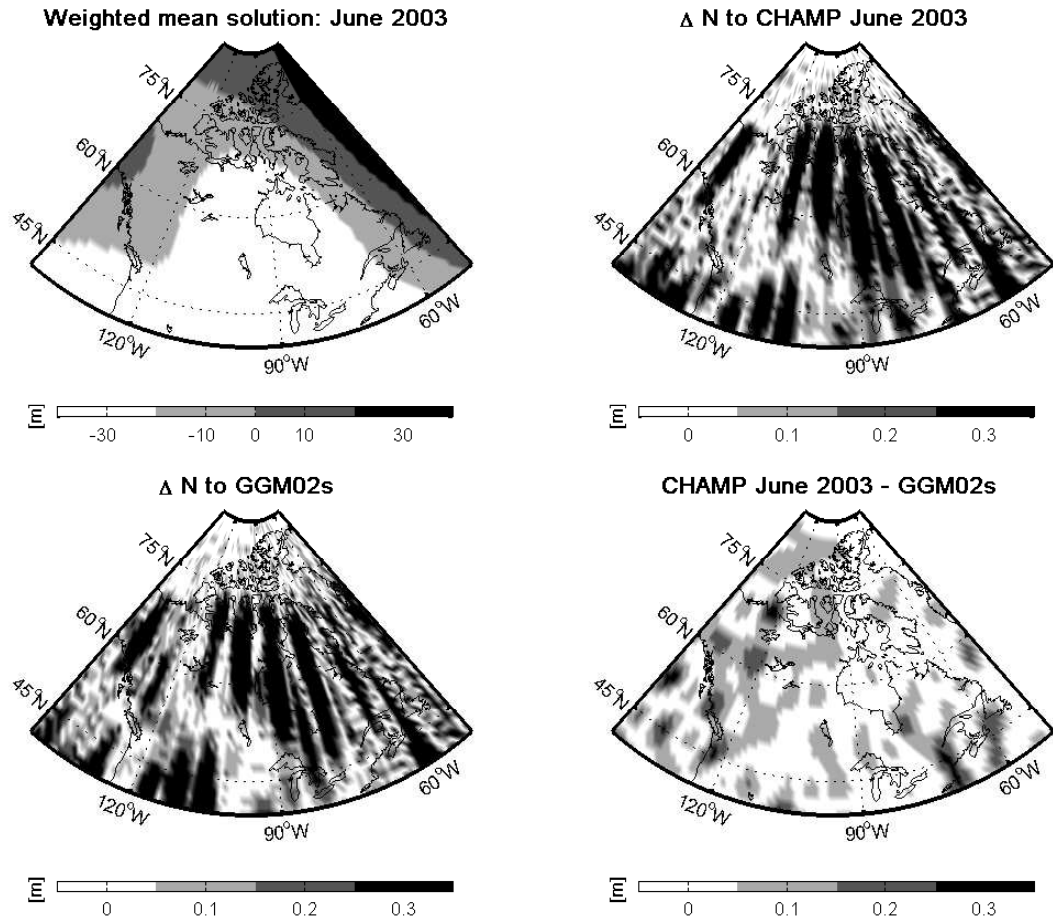 Weighted mean solution: June 2003
75°N
60°N
45°N
120°W
90°W
60°W
[m]
-30 -10 0 10 30
Δ N to CHAMP June 2003
75°N
60°N
45°N
120°W
90°W
60°W
[m]
0 0.1 0.2 0.3
Δ N to GGM02s
75°N
60°N
45°N
120°W
90°W
60°W
[m]
0 0.1 0.2 0.3
CHAMP June 2003 - GGM02s
75°N
60°N
45°N
120°W
90°W
60°W
[m]
0 0.1 0.2 0.3